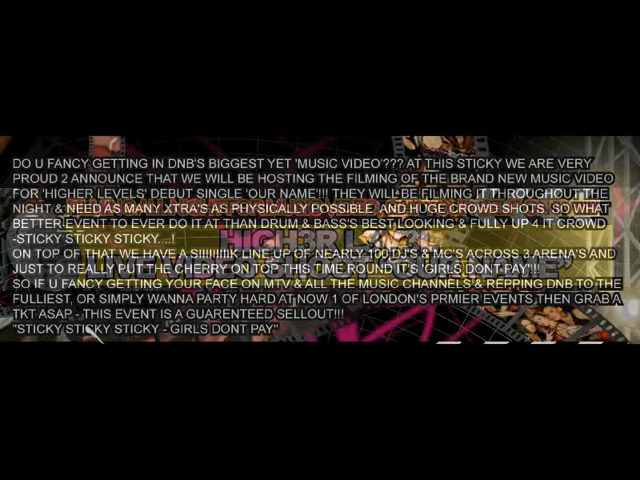 DO U FANCY GETTING IN DNB'S BIGGEST YET 'MUSIC VIDEO'??? AT THIS STICKY WE ARE VERY
PROUD 2 ANNOUNCE THAT WE WILL BE HOSTING THE FILMING OF THE BRAND NEW MUSIC VIDEO
FOR 'HIGHER LEVELS' DEBUT SINGLE 'OUR NAME'!!! THEY WILL BE FILMING IT THROUGHOUT THE
NIGHT & NEED AS MANY XTRA'S AS PHYSICALLY POSSIBLE, AND HUGE CROWD SHOTS, SO WHAT
BETTER EVENT TO EVER DO IT AT THAN DRUM & BASS'S BEST LOOKING & FULLY UP 4 IT CROWD
-STICKY STICKY STICKY....!
ON TOP OF THAT WE HAVE A SIIIIIIIIIK LINE UP OF NEARLY 100 DJ'S & MC'S ACROSS 3 ARENA'S AND
JUST TO REALLY PUT THE CHERRY ON TOP THIS TIME ROUND IT'S 'GIRLS DONT PAY'!!!
SO IF U FANCY GETTING YOUR FACE ON MTV & ALL THE MUSIC CHANNELS & REPPING DNB TO THE
FULLIEST, OR SIMPLY WANNA PARTY HARD AT NOW 1 OF LONDON'S PRMIER EVENTS THEN GRAB A
TKT ASAP - THIS EVENT IS A GUARENTEED SELLOUT!!!
"STICKY STICKY STICKY - GIRLS DONT PAY"
HIGH3R L3V3L